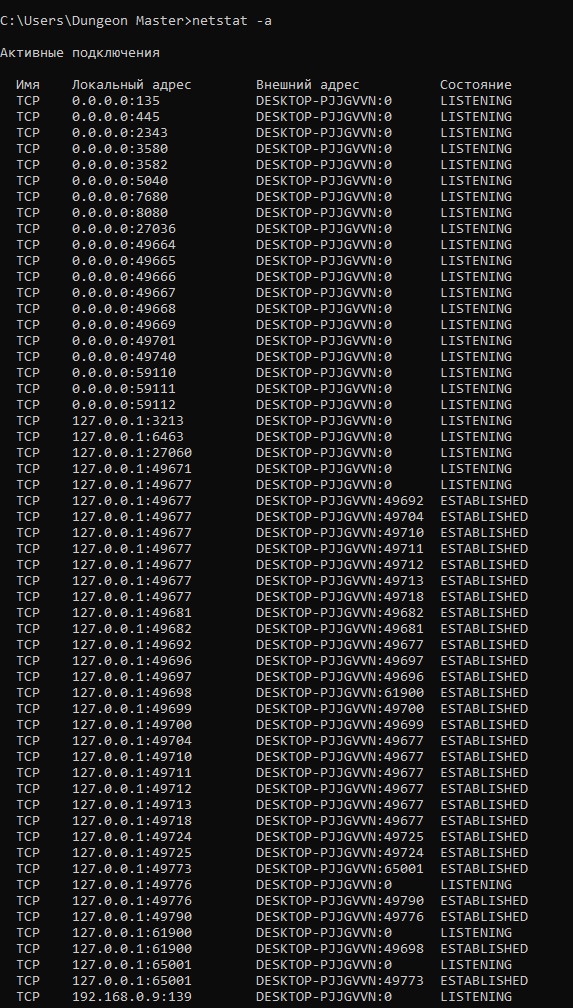 C:\Users\Dungeon Master>netstat -a
Активные подключения
Имя Локальный адрес Внешний адрес Состояние
TCP 0.0.0.0:135 DESKTOP-PJJGVVN:0 LISTENING
TCP 0.0.0.0:445 DESKTOP-PJJGVVN:0 LISTENING
TCP 0.0.0.0:2343 DESKTOP-PJJGVVN:0 LISTENING
TCP 0.0.0.0:3580 DESKTOP-PJJGVVN:0 LISTENING
TCP 0.0.0.0:3582 DESKTOP-PJJGVVN:0 LISTENING
TCP 0.0.0.0:5040 DESKTOP-PJJGVVN:0 LISTENING
TCP 0.0.0.0:7680 DESKTOP-PJJGVVN:0 LISTENING
TCP 0.0.0.0:8080 DESKTOP-PJJGVVN:0 LISTENING
TCP 0.0.0.0:27036 DESKTOP-PJJGVVN:0 LISTENING
TCP 0.0.0.0:49664 DESKTOP-PJJGVVN:0 LISTENING
TCP 0.0.0.0:49665 DESKTOP-PJJGVVN:0 LISTENING
TCP 0.0.0.0:49666 DESKTOP-PJJGVVN:0 LISTENING
TCP 0.0.0.0:49667 DESKTOP-PJJGVVN:0 LISTENING
TCP 0.0.0.0:49668 DESKTOP-PJJGVVN:0 LISTENING
TCP 0.0.0.0:49669 DESKTOP-PJJGVVN:0 LISTENING
TCP 0.0.0.0:49701 DESKTOP-PJJGVVN:0 LISTENING
TCP 0.0.0.0:49740 DESKTOP-PJJGVVN:0 LISTENING
TCP 0.0.0.0:59110 DESKTOP-PJJGVVN:0 LISTENING
TCP 0.0.0.0:59111 DESKTOP-PJJGVVN:0 LISTENING
TCP 0.0.0.0:59112 DESKTOP-PJJGVVN:0 LISTENING
TCP 127.0.0.1:3213 DESKTOP-PJJGVVN:0 LISTENING
TCP 127.0.0.1:6463 DESKTOP-PJJGVVN:0 LISTENING
TCP 127.0.0.1:27060 DESKTOP-PJJGVVN:0 LISTENING
TCP 127.0.0.1:49671 DESKTOP-PJJGVVN:0 LISTENING
TCP 127.0.0.1:49677 DESKTOP-PJJGVVN:0 LISTENING
TCP 127.0.0.1:49677 DESKTOP-PJJGVVN:49692 ESTABLISHED
TCP 127.0.0.1:49677 DESKTOP-PJJGVVN:49704 ESTABLISHED
TCP 127.0.0.1:49677 DESKTOP-PJJGVVN:49710 ESTABLISHED
TCP 127.0.0.1:49677 DESKTOP-PJJGVVN:49711 ESTABLISHED
TCP 127.0.0.1:49677 DESKTOP-PJJGVVN:49712 ESTABLISHED
TCP 127.0.0.1:49677 DESKTOP-PJJGVVN:49713 ESTABLISHED
TCP 127.0.0.1:49677 DESKTOP-PJJGVVN:49718 ESTABLISHED
TCP 127.0.0.1:49681 DESKTOP-PJJGVVN:49682 ESTABLISHED
TCP 127.0.0.1:49682 DESKTOP-PJJGVVN:49681 ESTABLISHED
TCP 127.0.0.1:49692 DESKTOP-PJJGVVN:49677 ESTABLISHED
TCP 127.0.0.1:49696 DESKTOP-PJJGVVN:49697 ESTABLISHED
TCP 127.0.0.1:49697 DESKTOP-PJJGVVN:49696 ESTABLISHED
TCP 127.0.0.1:49698 DESKTOP-PJJGVVN:61900 ESTABLISHED
TCP 127.0.0.1:49699 DESKTOP-PJJGVVN:49700 ESTABLISHED
TCP 127.0.0.1:49700 DESKTOP-PJJGVVN:49699 ESTABLISHED
TCP 127.0.0.1:49704 DESKTOP-PJJGVVN:49677 ESTABLISHED
TCP 127.0.0.1:49710 DESKTOP-PJJGVVN:49677 ESTABLISHED
TCP 127.0.0.1:49711 DESKTOP-PJJGVVN:49677 ESTABLISHED
TCP 127.0.0.1:49712 DESKTOP-PJJGVVN:49677 ESTABLISHED
TCP 127.0.0.1:49713 DESKTOP-PJJGVVN:49677 ESTABLISHED
TCP 127.0.0.1:49718 DESKTOP-PJJGVVN:49677 ESTABLISHED
TCP 127.0.0.1:49724 DESKTOP-PJJGVVN:49725 ESTABLISHED
TCP 127.0.0.1:49725 DESKTOP-PJJGVVN:49724 ESTABLISHED
TCP 127.0.0.1:49773 DESKTOP-PJJGVVN:65001 ESTABLISHED
TCP 127.0.0.1:49776 DESKTOP-PJJGVVN:0 LISTENING
TCP 127.0.0.1:49776 DESKTOP-PJJGVVN:49790 ESTABLISHED
TCP 127.0.0.1:49790 DESKTOP-PJJGVVN:49776 ESTABLISHED
TCP 127.0.0.1:61900 DESKTOP-PJJGVVN:0 LISTENING
TCP 127.0.0.1:61900 DESKTOP-PJJGVVN:49698 ESTABLISHED
TCP 127.0.0.1:65001 DESKTOP-PJJGVVN:0 LISTENING
TCP 127.0.0.1:65001 DESKTOP-PJJGVVN:49773 ESTABLISHED
TCP 192.168.0.9:139 DESKTOP-PJJGVVN:0 LISTENING